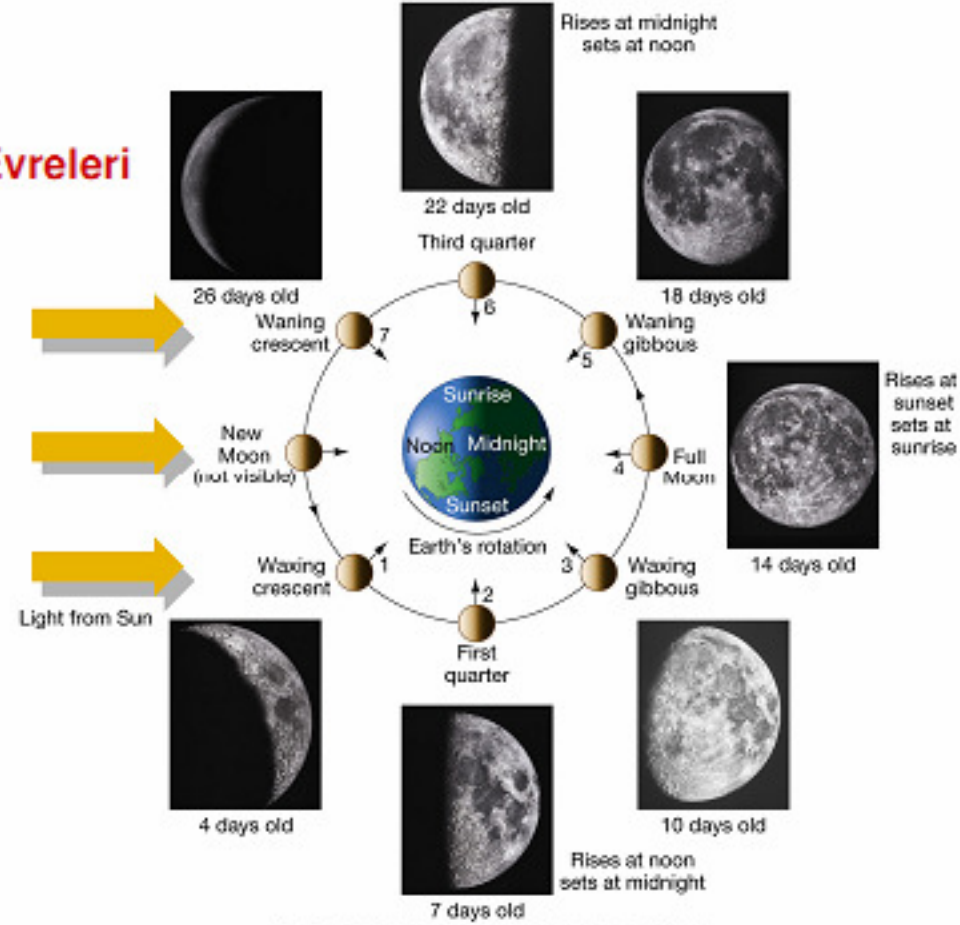 Rises at midnight
sets at noon
Evreleri
22 days old
Third quarter
26 days old
18 days old
Waning
crescent
7
6
5
Waning
gibbous
Sunrise
Noon
Midnight
Sunset
New
Moon
(not visible)
4
Full
Moon
Rises at
sunset
sets at
sunrise
Earth's rotation
14 days old
Waxing
crescent
1
2
3
Waxing
gibbous
Light from Sun
First
quarter
4 days old
10 days old
Rises at noon
sets at midnight
7 days old